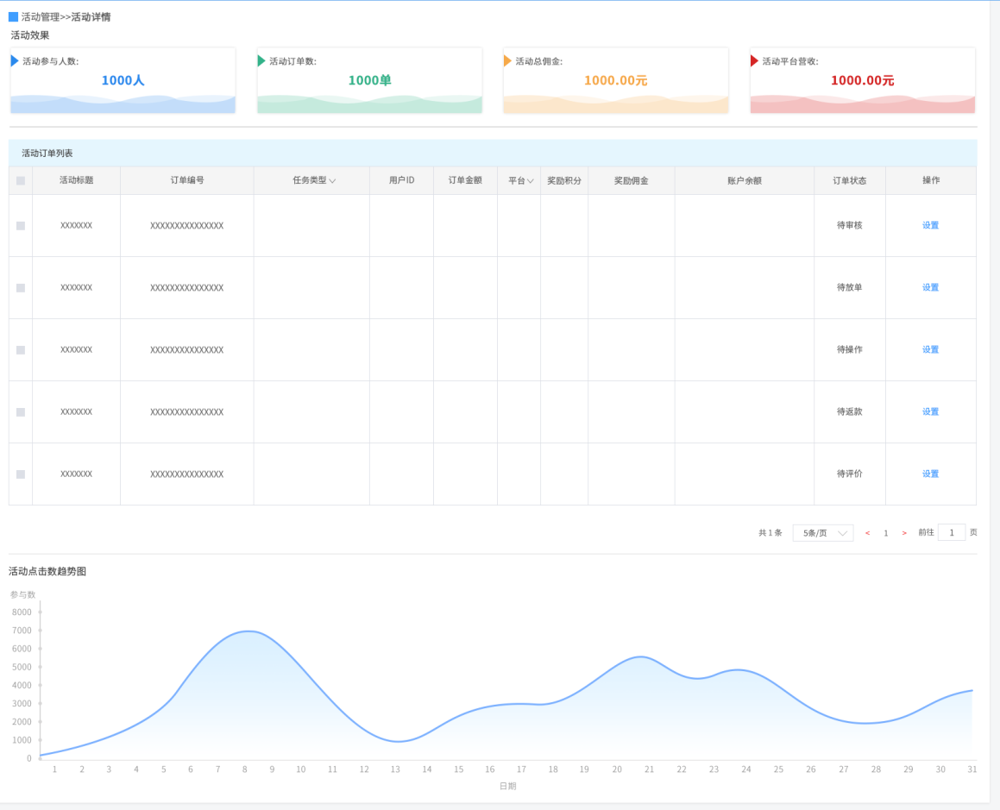 活动管理>>活动详情
活动效果
活动参与人数: 活动订单数: 活动总佣金: 活动平台营收:
1000人 1000单 1000.00元 1000.00元
活动订单列表
活动标题 订单编号 任务类型 用户ID 订单金额 平台 奖励积分 奖励佣金 账户余额 订单状态 操作
XXXXXXX XXXXXXXXXXXXXXX 待审核 设置
XXXXXXX XXXXXXXXXXXXXXX 待放单 设置
XXXXXXX XXXXXXXXXXXXXXX 待操作 设置
XXXXXXX XXXXXXXXXXXXXXX 待返款 设置
XXXXXXX XXXXXXXXXXXXXXX 待评价 设置
共1条 5条/页 < 1 > 前往 1 页
活动点击数趋势图
参与数
8000
7000
6000
5000
4000
3000
2000
1000
0
1 2 3 4 5 6 7 8 9 10 11 12 13 14 15 16 17 18 19 20 21 22 23 24 25 26 27 28 29 30 31
日期